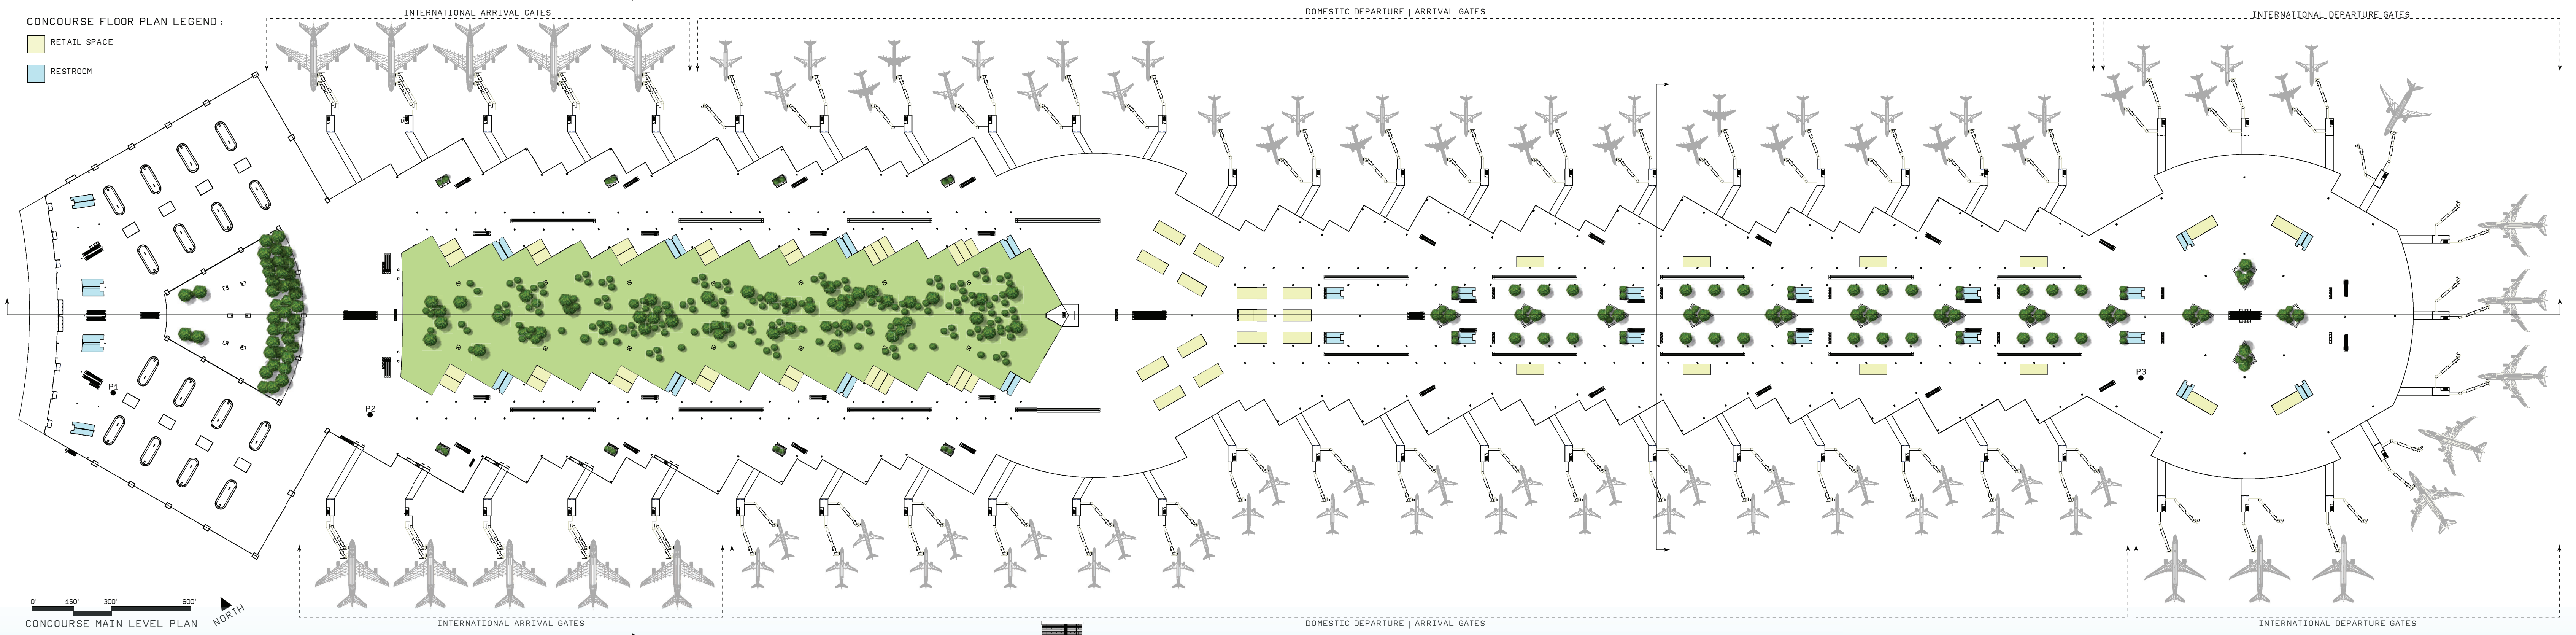 INTERNATIONAL ARRIVAL GATES
DOMESTIC DEPARTURE | ARRIVAL GATES
INTERNATIONAL DEPARTURE GATES
CONCOURSE FLOOR PLAN LEGEND:
RETAIL SPACE
RESTROOM
P1
P2
P3
0' 150' 300' 600'
NORTH
CONCOURSE MAIN LEVEL PLAN
INTERNATIONAL ARRIVAL GATES
DOMESTIC DEPARTURE | ARRIVAL GATES
INTERNATIONAL DEPARTURE GATES